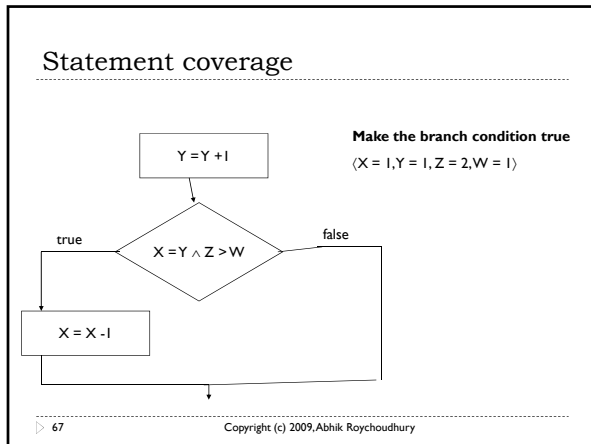 Statement coverage
Y = Y +1
Make the branch condition true
⟨X = 1, Y = 1, Z = 2, W = 1⟩
true
false
X = Y ∧ Z > W
X = X -1
67
Copyright (c) 2009, Abhik Roychoudhury